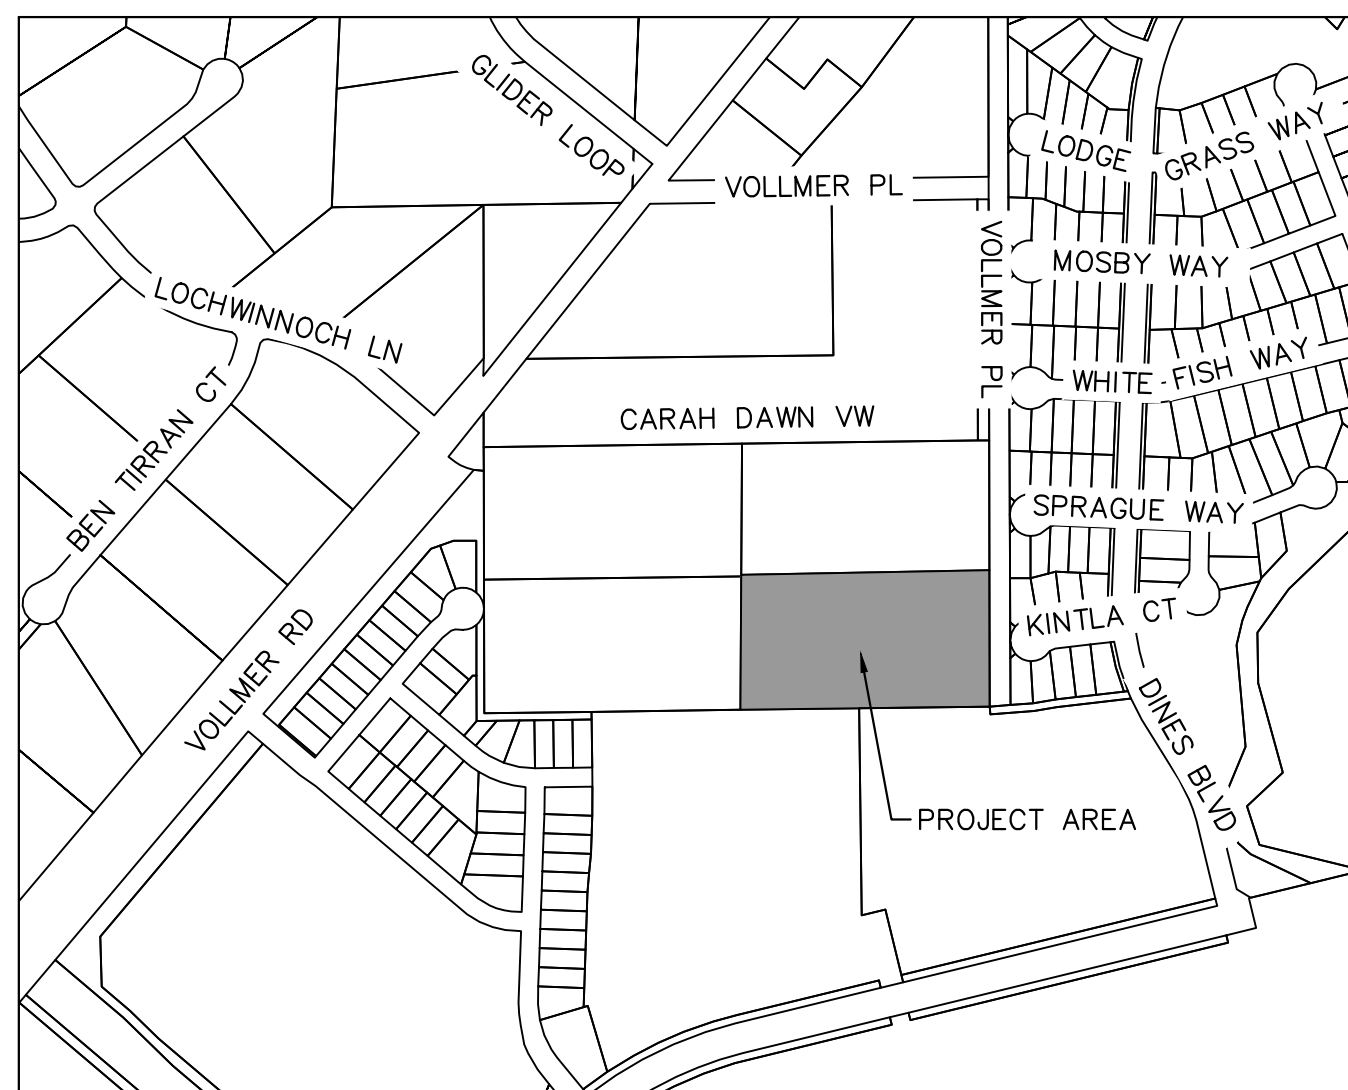 GLIDER LOOP
LODGE GRASS WAY
VOLLMER PL
VOLLMER PL
MOSBY WAY
LOCHWINNOCH LN
WHITE-FISH WAY
BEN TIRRAN CT
CARAH DAWN VW
SPRAGUE WAY
KINTLA CT
VOLLMER RD
DINES BLVD
PROJECT AREA